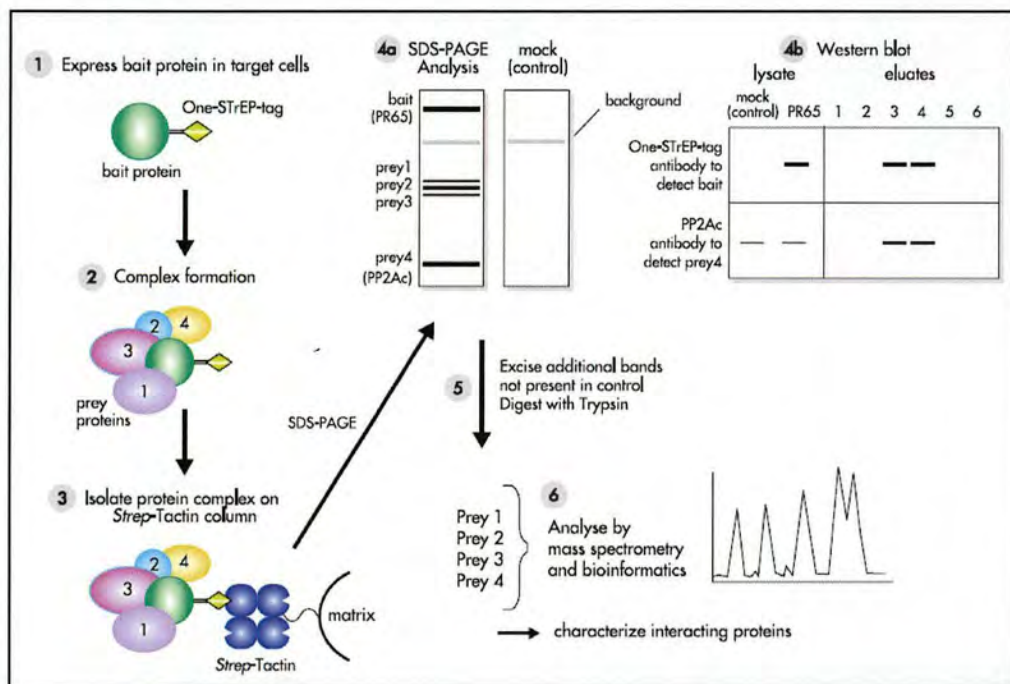 1 Express bait protein in target cells
One-STrEP-tag
bait protein
2 Complex formation
2
4
3
1
prey
proteins
3 Isolate protein complex on
Strep-Tactin column
2
4
3
1
matrix
Strep-Tactin
SDS-PAGE
4a SDS-PAGE
Analysis
mock
(control)
bait
(PR65)
background
prey1
prey2
prey3
prey4
(PP2Ac)
4b Western blot
lysate
eluates
mock
(control) PR65 1 2 3 4 5 6
One-STrEP-tag
antibody to
detect bait
PP2Ac
antibody to
detect prey4
5
Excise additional bands
not present in control
Digest with Trypsin
Prey 1
Prey 2
Prey 3
Prey 4
6
Analyse by
mass spectrometry
and bioinformatics
characterize interacting proteins